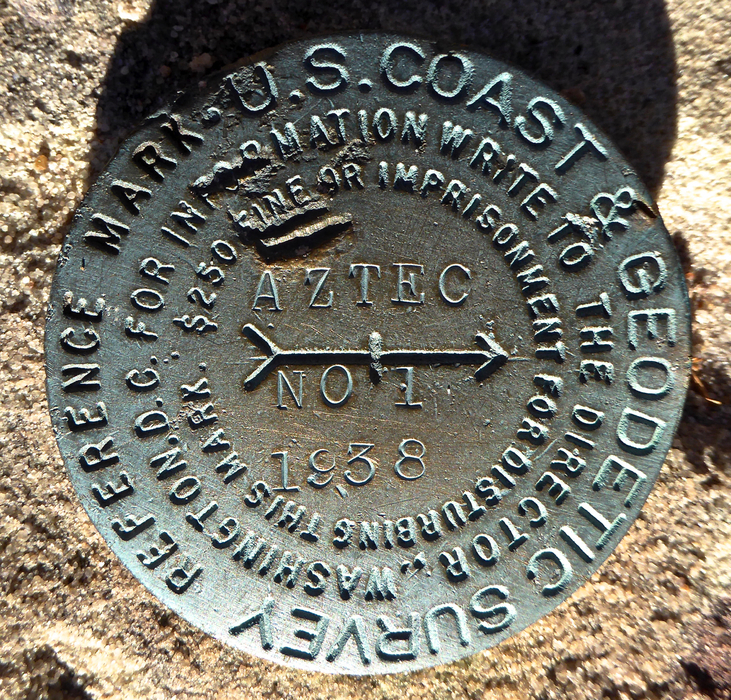 U.S. COAST & GEODETIC SURVEY
REFERENCE MARK
FOR INFORMATION WRITE TO THE DIRECTOR, WASHINGTON, D.C.
$250 FINE OR IMPRISONMENT FOR DISTURBING THIS MARK.
AZTEC
NO 1
1938